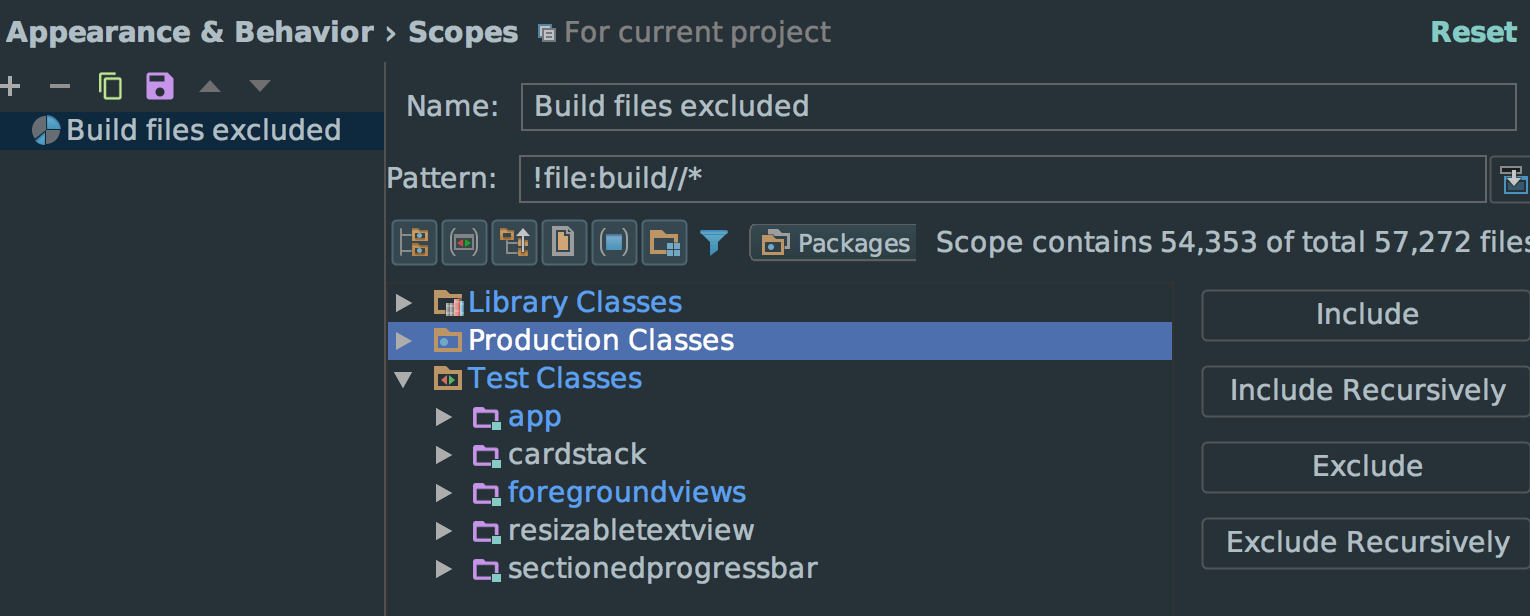 Appearance & Behavior › Scopes For current project Reset
Build files excluded
Name: Build files excluded
Pattern: !file:build//*
Packages Scope contains 54,353 of total 57,272 files
Library Classes
Production Classes
Test Classes
app
cardstack
foregroundviews
resizabletextview
sectionedprogressbar
Include
Include Recursively
Exclude
Exclude Recursively